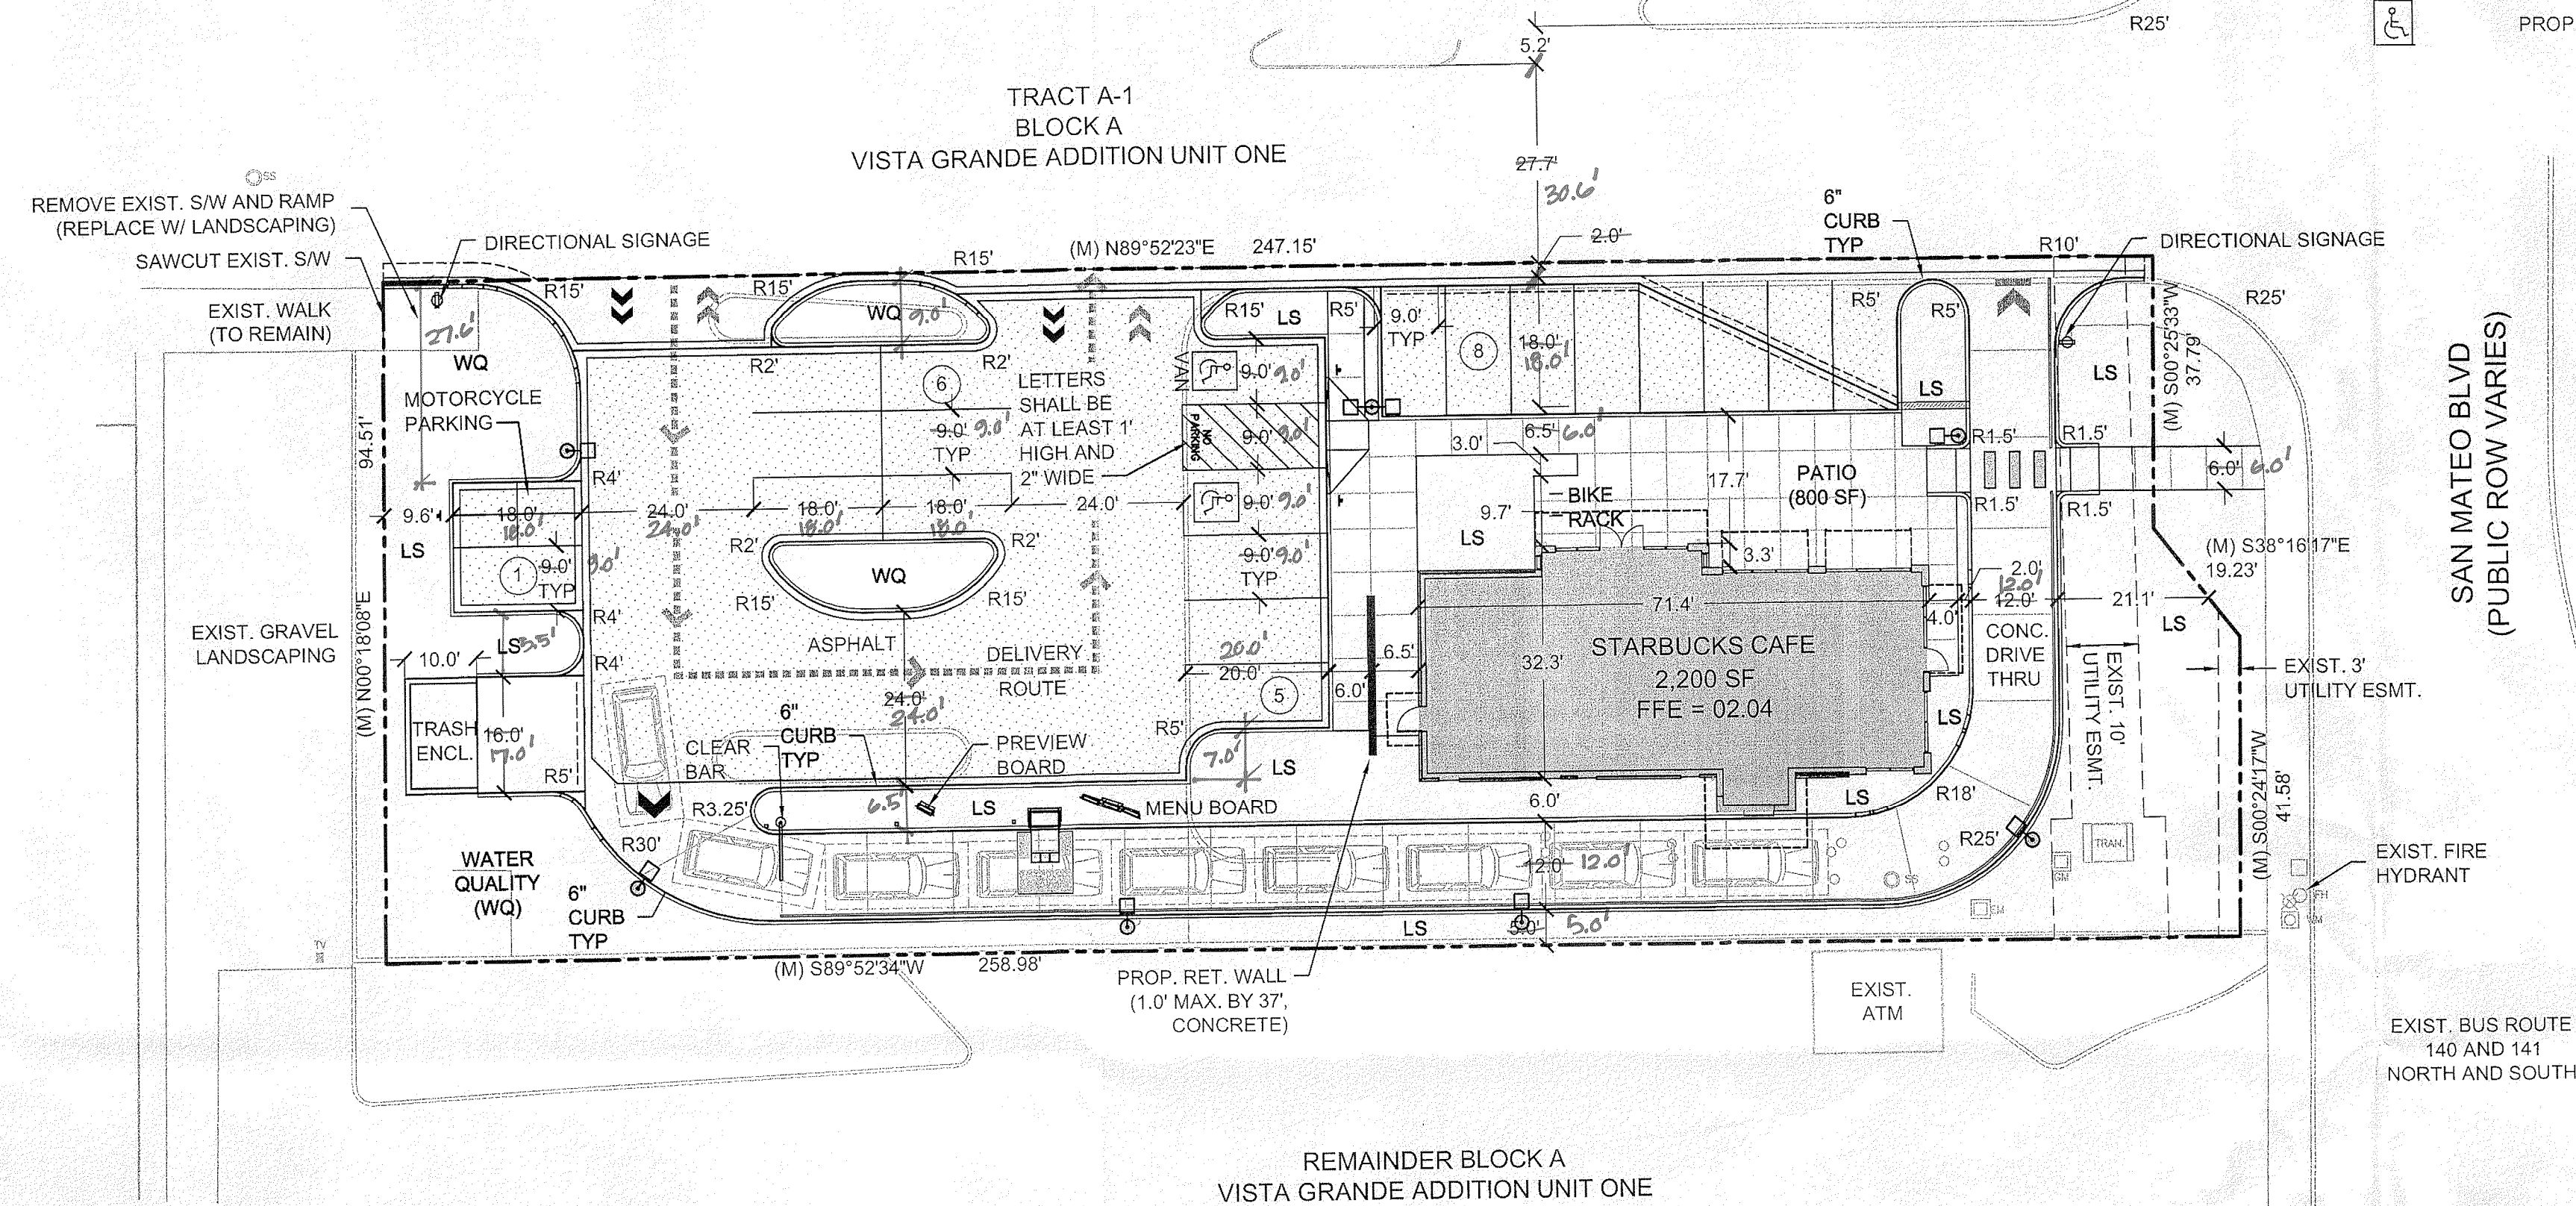 R25'
PROP
5.2'
TRACT A-1
BLOCK A
VISTA GRANDE ADDITION UNIT ONE
27.7'
30.6'
SS
REMOVE EXIST. S/W AND RAMP
(REPLACE W/ LANDSCAPING)
SAWCUT EXIST. S/W
DIRECTIONAL SIGNAGE
R15'
(M) N89°52'23"E 247.15'
2.0'
6"
CURB
TYP
R10'
DIRECTIONAL SIGNAGE
EXIST. WALK
(TO REMAIN)
27.6'
WQ
R15'
R15'
WQ
9.0'
R15'
LS
R5'
9.0'
TYP
8
18.0'
18.0'
R5'
R5'
LS
LS
R25'
(M) S00°25'33"W
37.79'
SAN MATEO BLVD
(PUBLIC ROW VARIES)
MOTORCYCLE
PARKING
R4'
R2'
R2'
6
9.0'
9.0'
TYP
LETTERS
SHALL BE
AT LEAST 1'
HIGH AND
2" WIDE
VAN
9.0'
9.0'
NO
PARKING
9.0'
9.0'
9.0'
9.0'
9.0'
9.0'
TYP
3.0'
6.5'
6.0'
17.7'
PATIO
(800 SF)
R1.5'
R1.5'
R1.5'
R1.5'
6.0'
6.0'
94.51'
(M) N00°18'08"E
9.6'
18.0'
18.0'
24.0'
24.0'
18.0'
18.0'
18.0'
18.0'
24.0'
LS
1
9.0'
TYP
9.0'
R2'
R2'
WQ
R15'
R15'
9.7'
BIKE
RACK
LS
3.3'
(M) S38°16'17"E
19.23'
2.0'
12.0'
12.0'
4.0'
21.1'
LS
71.4'
STARBUCKS CAFE
2,200 SF
FFE = 02.04
32.3'
CONC.
DRIVE
THRU
EXIST. 10'
UTILITY ESMT.
EXIST. 3'
UTILITY ESMT.
EXIST. GRAVEL
LANDSCAPING
R4'
LS
5.5'
R4'
10.0'
ASPHALT
DELIVERY
ROUTE
20.0'
20.0'
6.5'
6.0'
5
TRASH
ENCL.
16.0'
17.0'
R5'
24.0'
24.0'
6"
CURB
TYP
CLEAR
BAR
PREVIEW
BOARD
R5'
7.0'
LS
LS
R3.25'
6.5'
LS
MENU BOARD
6.0'
LS
R18'
R30'
12.0'
12.0'
R25'
SS
TRAN.
GM
EM
(M) S00°24'17"W
41.58'
EXIST. FIRE
HYDRANT
FH
WM
WATER
QUALITY
(WQ)
6"
CURB
TYP
TV
LS
5.0'
5.0'
(M) S89°52'34"W 258.98'
PROP. RET. WALL
(1.0' MAX. BY 37',
CONCRETE)
EXIST.
ATM
EXIST. BUS ROUTE
140 AND 141
NORTH AND SOUTH
REMAINDER BLOCK A
VISTA GRANDE ADDITION UNIT ONE